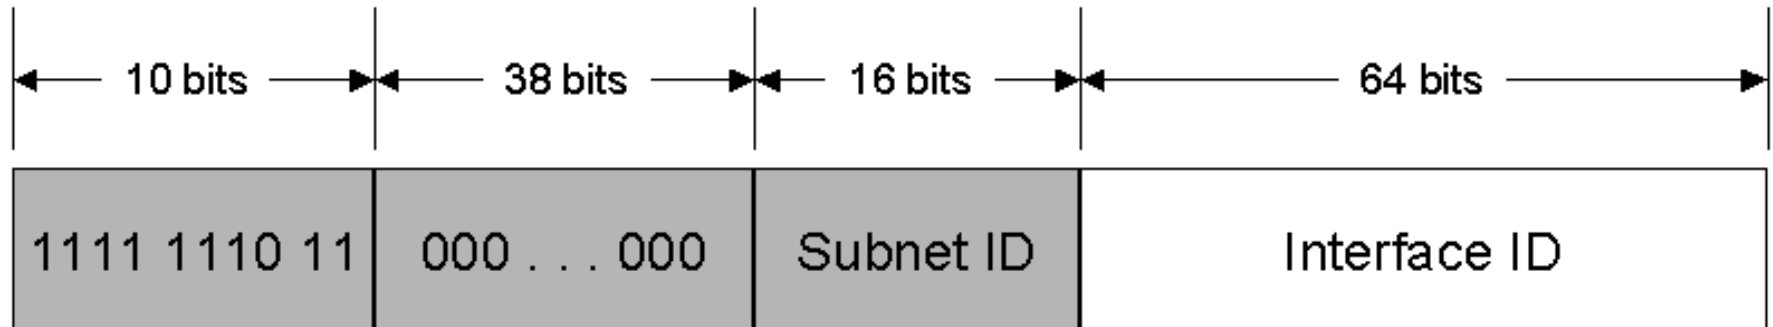 10 bits 38 bits 16 bits 64 bits
1111 1110 11 000 . . . 000 Subnet ID Interface ID